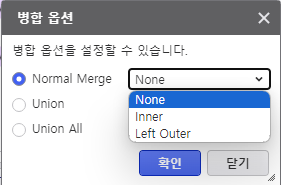 병합 옵션
병합 옵션을 설정할 수 있습니다.
Normal Merge None
None
Union Inner
Union All Left Outer
확인 닫기